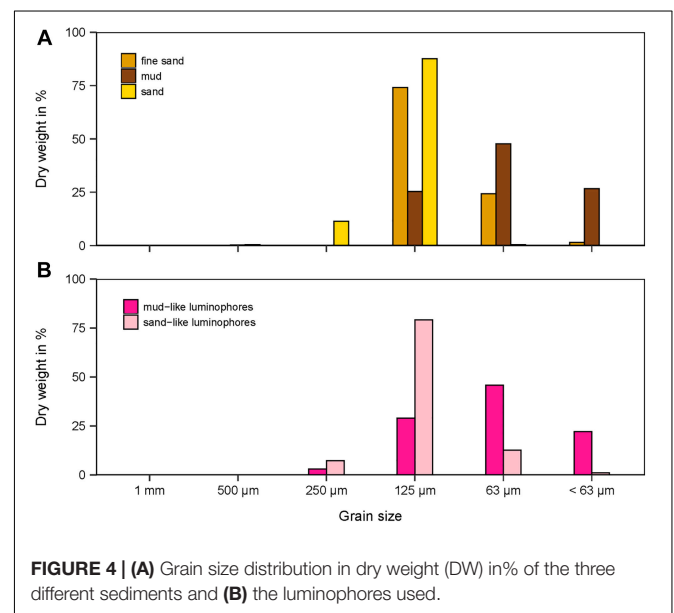 A
100
75
50
25
0
Dry weight in %
fine sand
mud
sand
B
100
75
50
25
0
Dry weight in %
mud-like luminophores
sand-like luminophores
1 mm
500 µm
250 µm
125 µm
63 µm
< 63 µm
Grain size
FIGURE 4 | (A) Grain size distribution in dry weight (DW) in% of the three
different sediments and (B) the luminophores used.